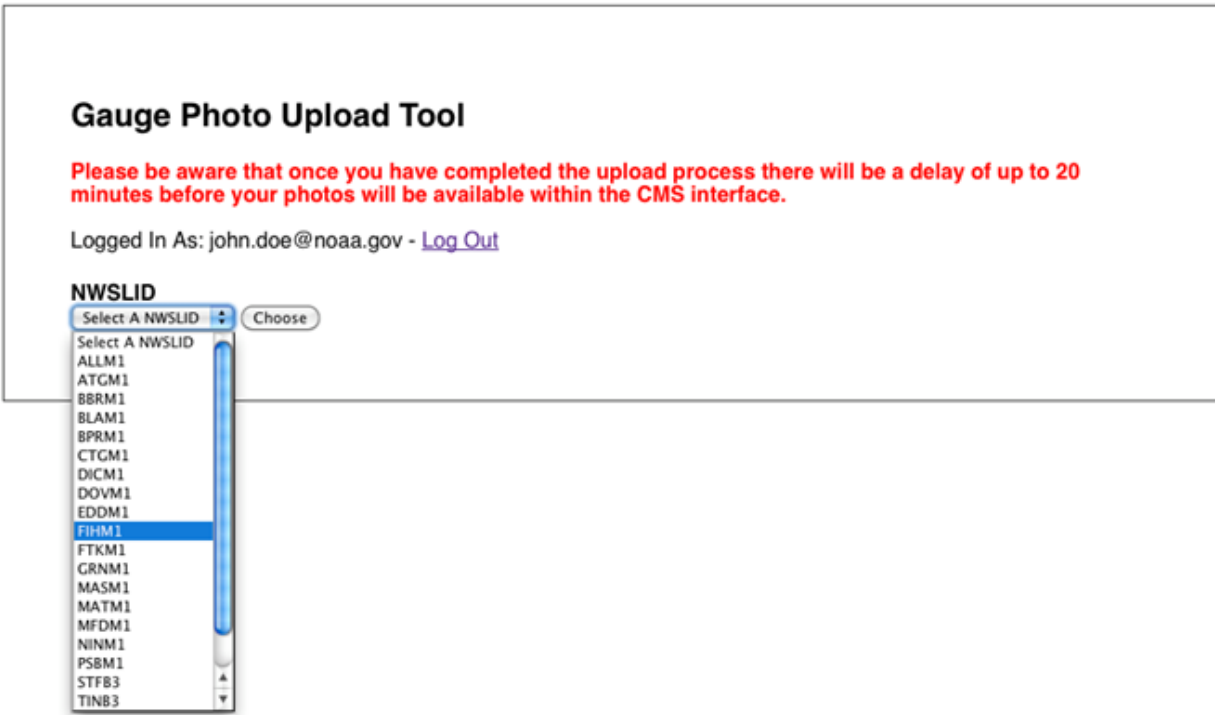 Gauge Photo Upload Tool
Please be aware that once you have completed the upload process there will be a delay of up to 20
minutes before your photos will be available within the CMS interface.
Logged In As: john.doe@noaa.gov - Log Out
NWSLID
Select A NWSLID Choose
Select A NWSLID
ALLM1
ATGM1
BBRM1
BLAM1
BPRM1
CTGM1
DICM1
DOVM1
EDDM1
FIHM1
FTKM1
GRNM1
MASM1
MATM1
MFDM1
NINM1
PSBM1
STFB3
TINB3